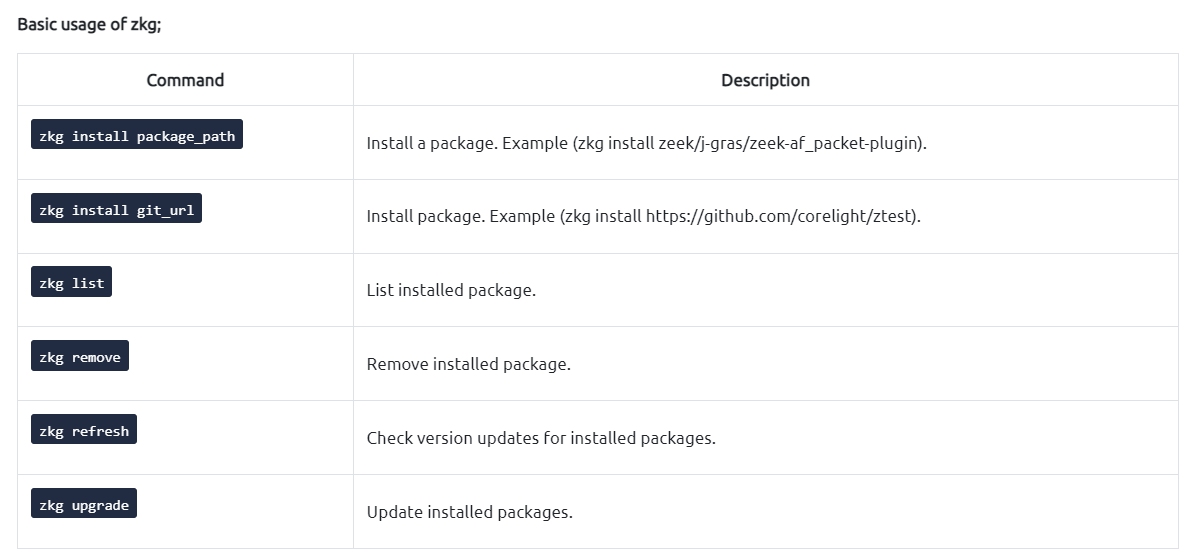 Basic usage of zkg;
Command Description
zkg install package_path Install a package. Example (zkg install zeek/j-gras/zeek-af_packet-plugin).
zkg install git_url Install package. Example (zkg install https://github.com/corelight/ztest).
zkg list List installed package.
zkg remove Remove installed package.
zkg refresh Check version updates for installed packages.
zkg upgrade Update installed packages.